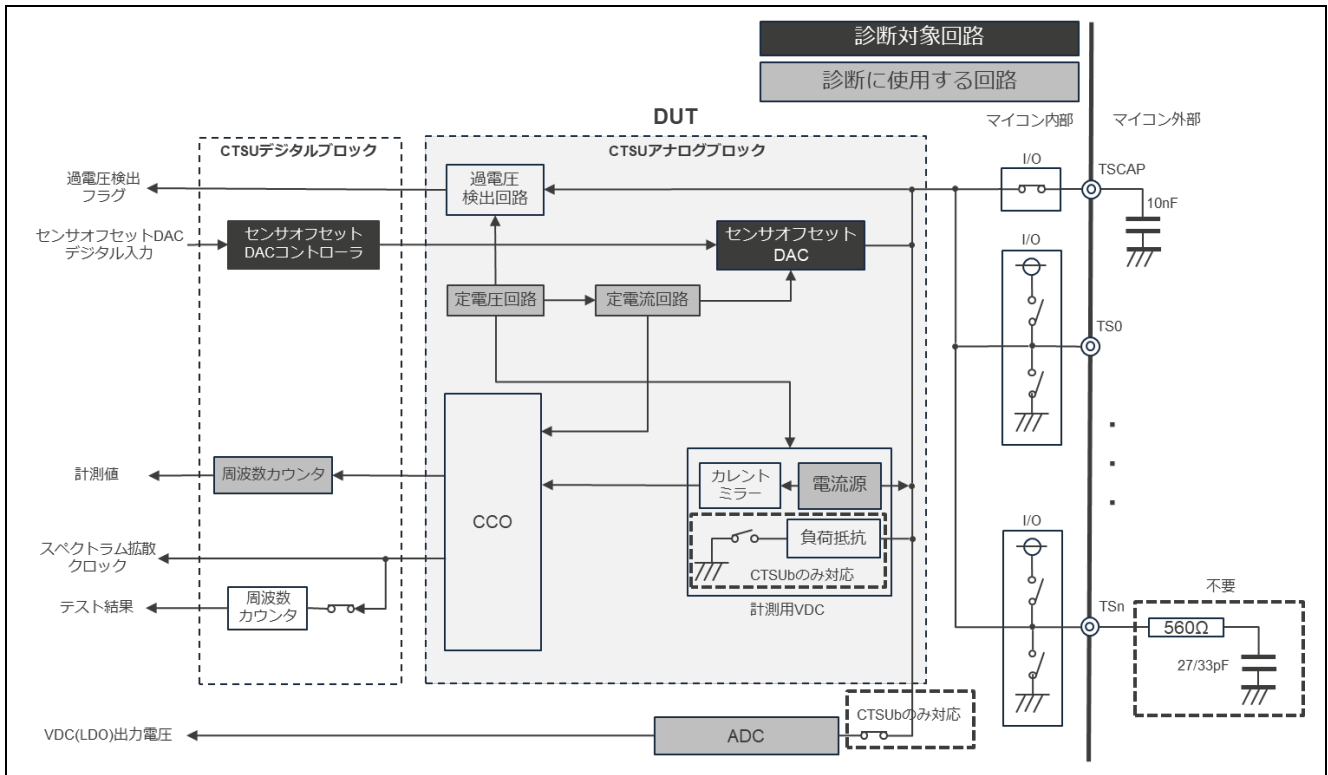 診断対象回路
診断に使用する回路
DUT
マイコン内部
マイコン外部
CTSUデジタルブロック
CTSUアナログブロック
I/O
TSCAP
過電圧検出
フラグ
過電圧
検出回路
10nF
センサオフセットDAC
デジタル入力
センサオフセット
DACコントローラ
センサオフセット
DAC
I/O
定電圧回路
定電流回路
TS0
計測値
周波数カウンタ
CCO
カレント
ミラー
電流源
負荷抵抗
CTSUbのみ対応
計測用VDC
I/O
スペクトラム拡散
クロック
テスト結果
周波数
カウンタ
TSn
不要
560Ω
27/33pF
CTSUbのみ対応
VDC(LDO)出力電圧
ADC